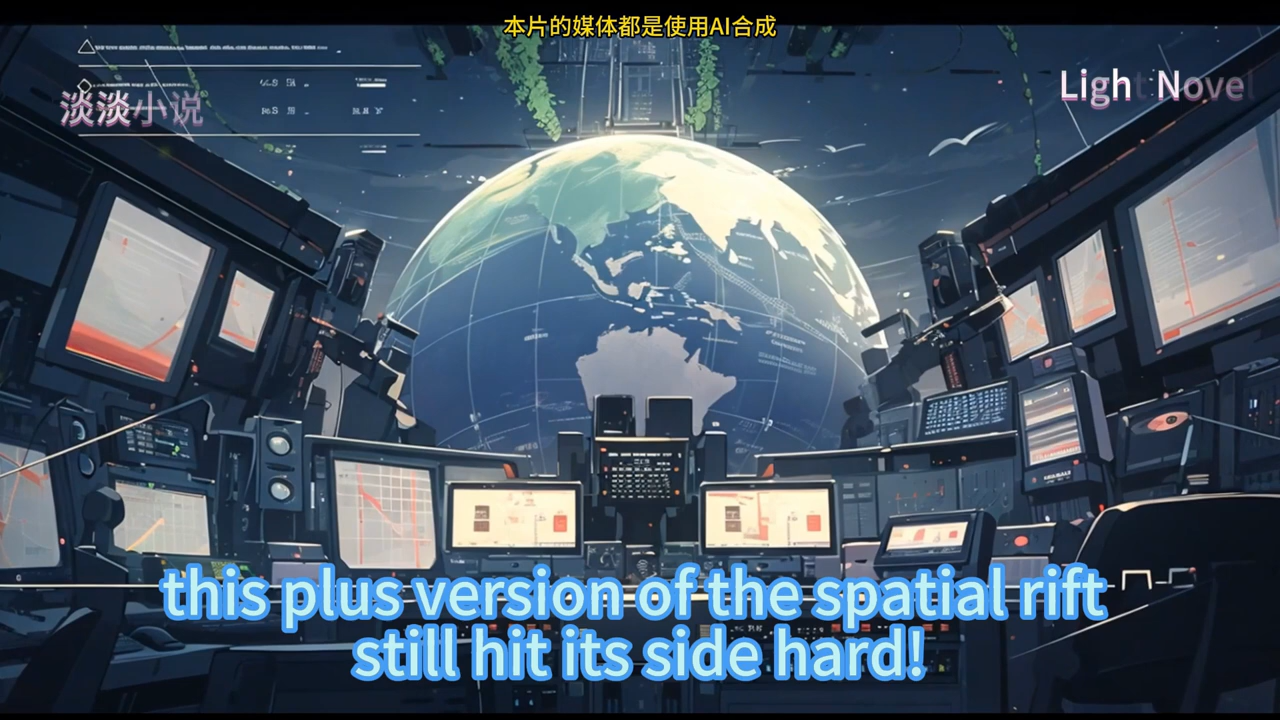 本片的媒体都是使用AI合成
淡淡小说
Light Novel
this plus version of the spatial rift
still hit its side hard!